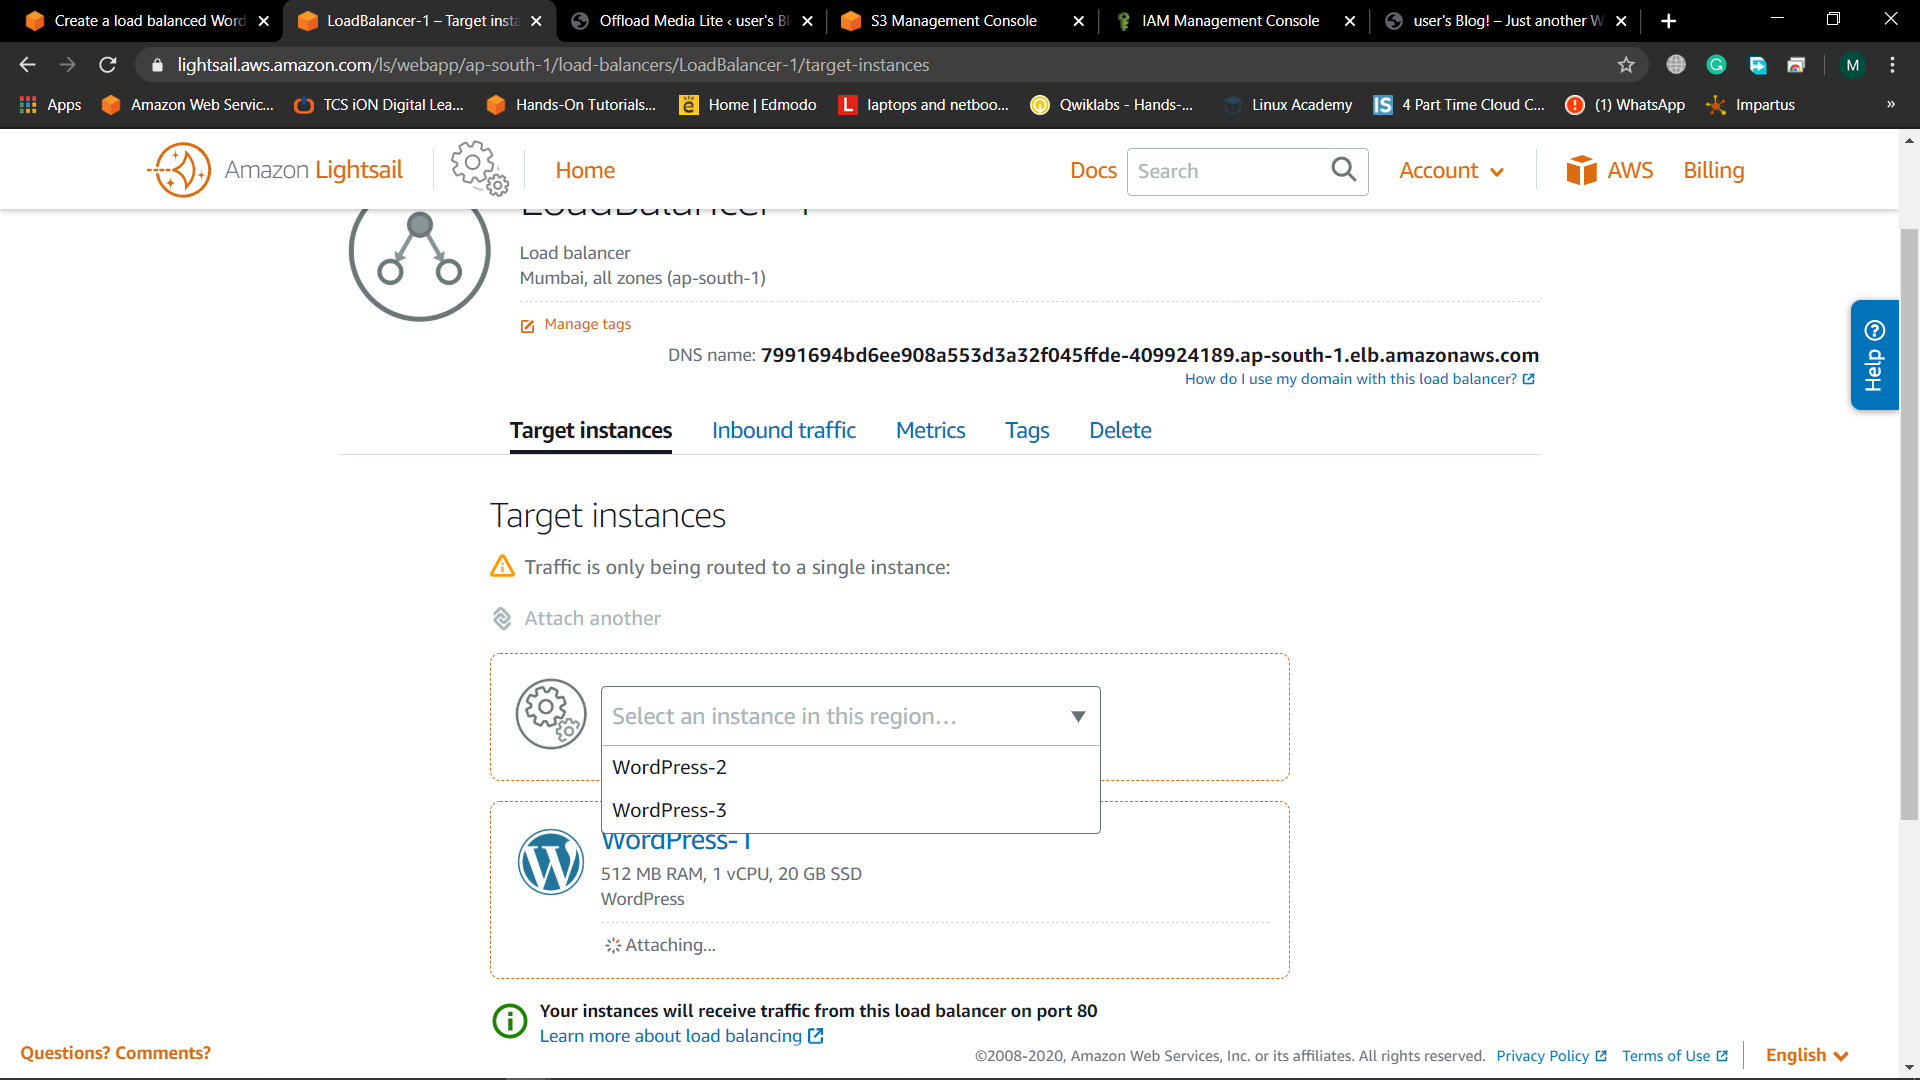 Create a load balanced Word
LoadBalancer-1 – Target insta
Offload Media Lite ‹ user's Bl
S3 Management Console
IAM Management Console
user's Blog! – Just another W
lightsail.aws.amazon.com/ls/webapp/ap-south-1/load-balancers/LoadBalancer-1/target-instances
M
Apps
Amazon Web Servic...
TCS iON Digital Lea...
Hands-On Tutorials...
Home | Edmodo
laptops and netboo...
Qwiklabs - Hands-...
Linux Academy
4 Part Time Cloud C...
(1) WhatsApp
Impartus
»
Amazon Lightsail
Home
Docs
Search
Account
AWS
Billing
LoadBalancer-1
Load balancer
Mumbai, all zones (ap-south-1)
Manage tags
DNS name: 7991694bd6ee908a553d3a32f045ffde-409924189.ap-south-1.elb.amazonaws.com
How do I use my domain with this load balancer?
Help
Target instances
Inbound traffic
Metrics
Tags
Delete
Target instances
Traffic is only being routed to a single instance:
Attach another
Select an instance in this region...
WordPress-2
WordPress-3
WordPress-1
512 MB RAM, 1 vCPU, 20 GB SSD
WordPress
Attaching...
Your instances will receive traffic from this load balancer on port 80
Learn more about load balancing
Questions? Comments?
©2008-2020, Amazon Web Services, Inc. or its affiliates. All rights reserved.
Privacy Policy
Terms of Use
English